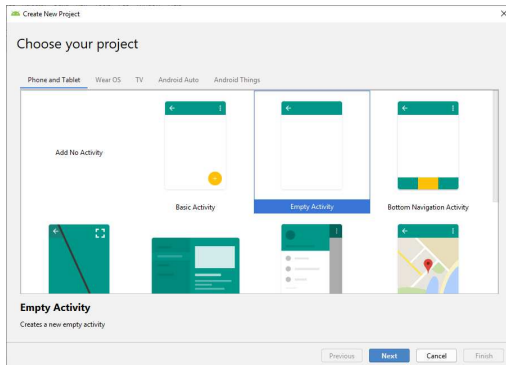 Create New Project
Choose your project
Phone and Tablet Wear OS TV Android Auto Android Things
Add No Activity
Basic Activity
Empty Activity
Bottom Navigation Activity
Empty Activity
Creates a new empty activity
Previous Next Cancel Finish